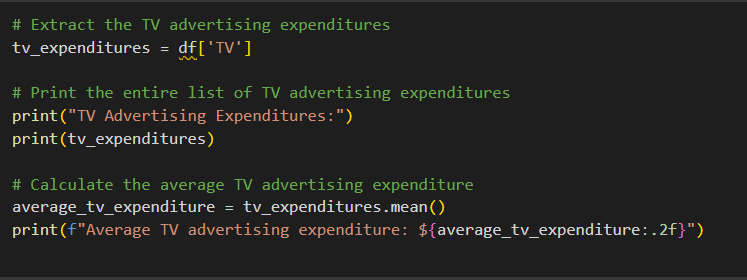 # Extract the TV advertising expenditures
tv_expenditures = df['TV']
# Print the entire list of TV advertising expenditures
print("TV Advertising Expenditures:")
print(tv_expenditures)
# Calculate the average TV advertising expenditure
average_tv_expenditure = tv_expenditures.mean()
print(f"Average TV advertising expenditure: ${average_tv_expenditure:.2f}")